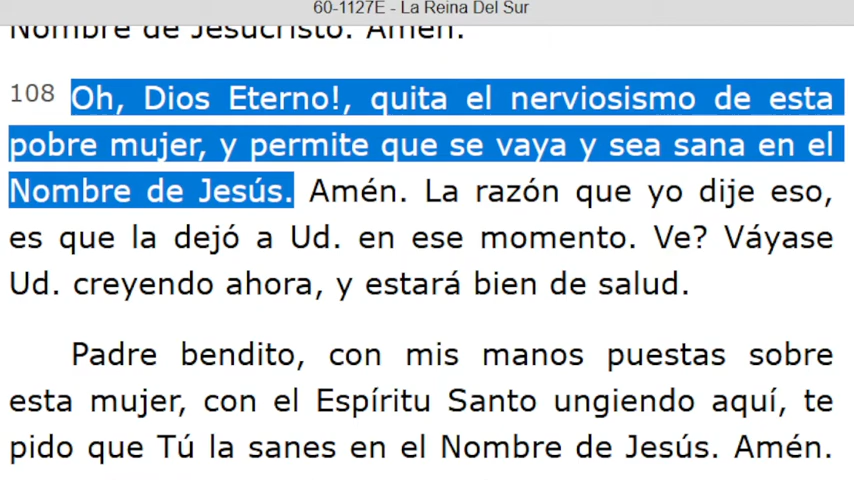 60-1127E - La Reina Del Sur
Nombre de Jesucristo. Amén.
108 Oh, Dios Eterno!, quita el nerviosismo de esta
pobre mujer, y permite que se vaya y sea sana en el
Nombre de Jesús. Amén. La razón que yo dije eso,
es que la dejó a Ud. en ese momento. Ve? Váyase
Ud. creyendo ahora, y estará bien de salud.
Padre bendito, con mis manos puestas sobre
esta mujer, con el Espíritu Santo ungiendo aquí, te
pido que Tú la sanes en el Nombre de Jesús. Amén.